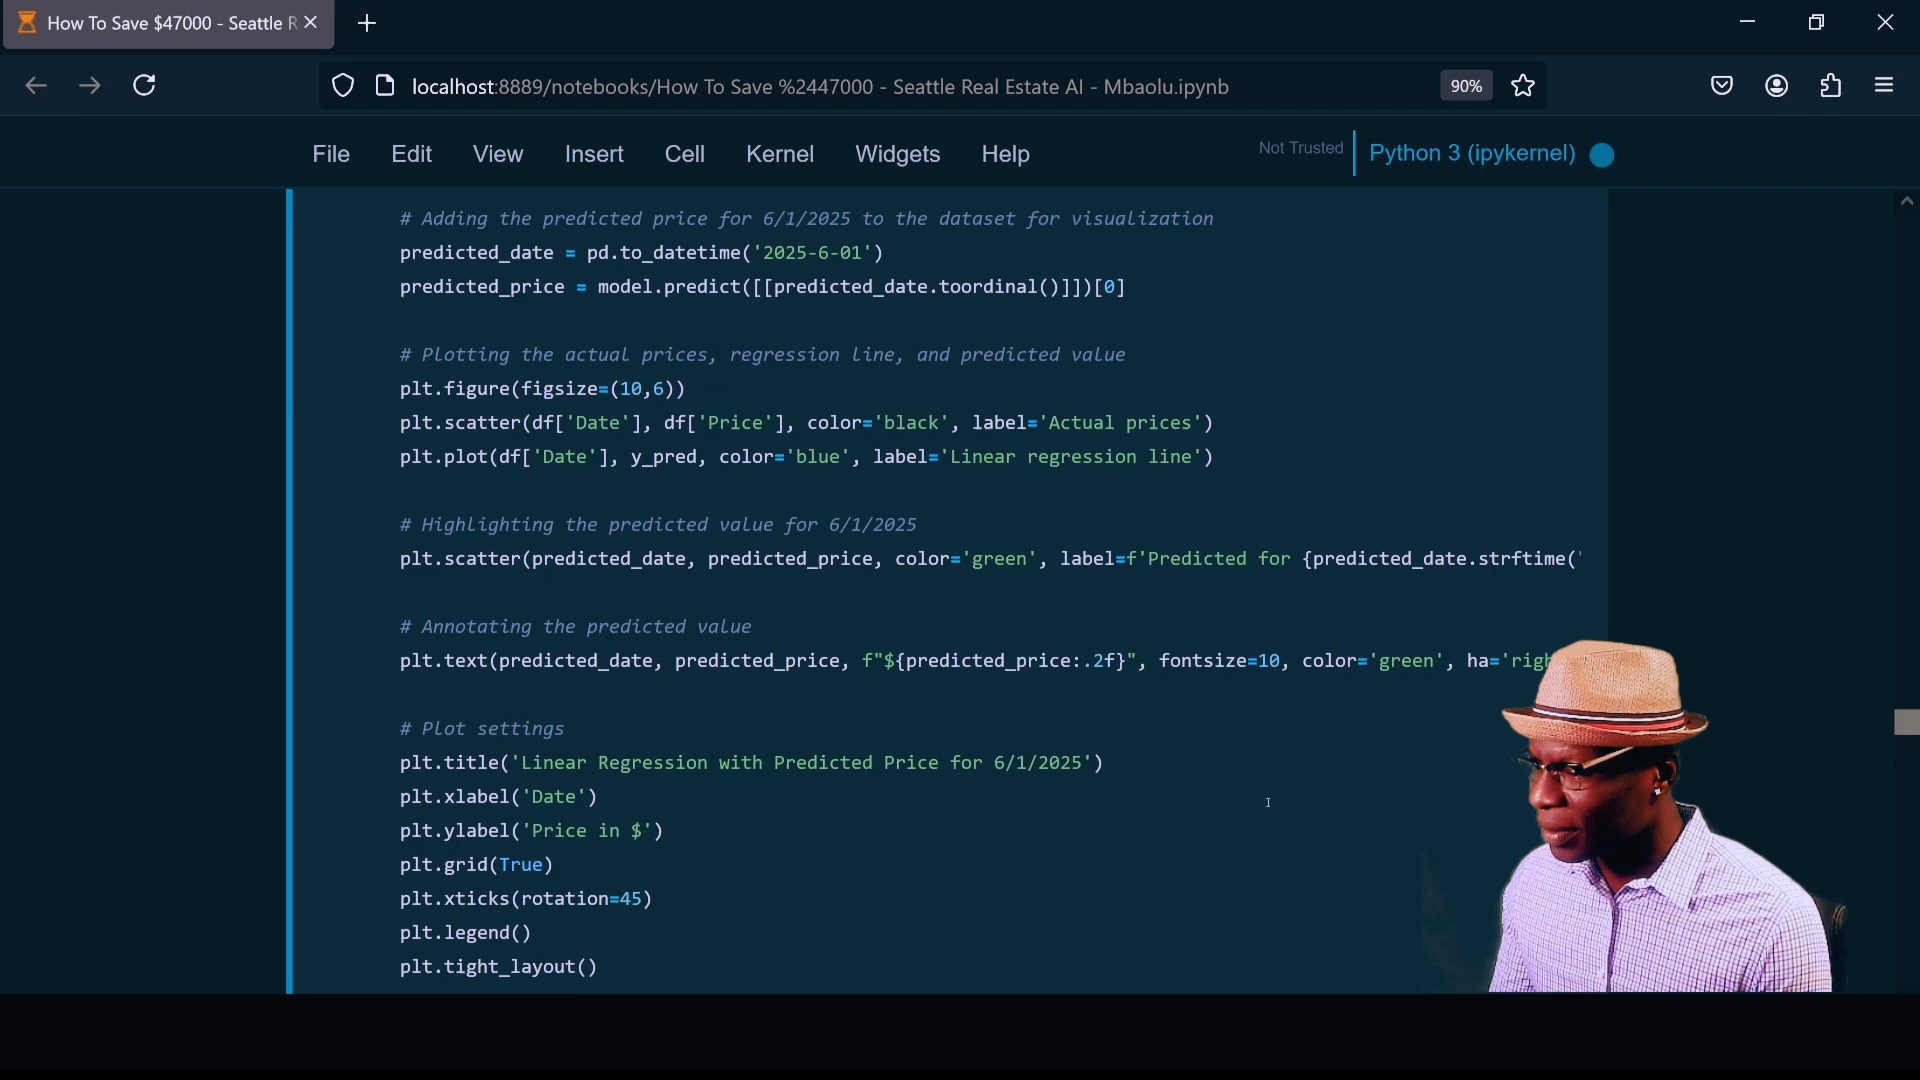 How To Save $47000 - Seattle R
localhost:8889/notebooks/How To Save %2447000 - Seattle Real Estate AI - Mbaolu.ipynb
90%
File Edit View Insert Cell Kernel Widgets Help
Not Trusted
Python 3 (ipykernel)
# Adding the predicted price for 6/1/2025 to the dataset for visualization
predicted_date = pd.to_datetime('2025-6-01')
predicted_price = model.predict([[predicted_date.toordinal()]])[0]
# Plotting the actual prices, regression line, and predicted value
plt.figure(figsize=(10,6))
plt.scatter(df['Date'], df['Price'], color='black', label='Actual prices')
plt.plot(df['Date'], y_pred, color='blue', label='Linear regression line')
# Highlighting the predicted value for 6/1/2025
plt.scatter(predicted_date, predicted_price, color='green', label=f'Predicted for {predicted_date.strftime('
# Annotating the predicted value
plt.text(predicted_date, predicted_price, f"${predicted_price:.2f}", fontsize=10, color='green', ha='righ
# Plot settings
plt.title('Linear Regression with Predicted Price for 6/1/2025')
plt.xlabel('Date')
plt.ylabel('Price in $')
plt.grid(True)
plt.xticks(rotation=45)
plt.legend()
plt.tight_layout()